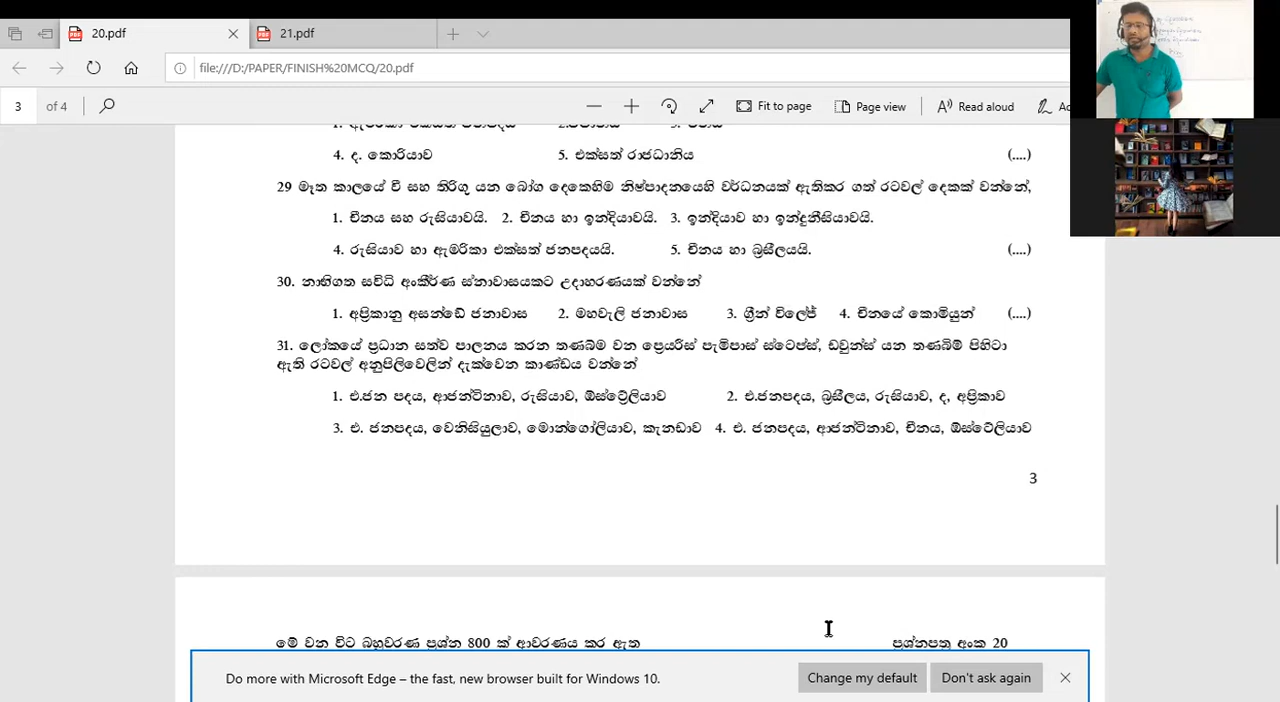 20.pdf
21.pdf
file:///D:/PAPER/FINISH%20MCQ/20.pdf
3 of 4 Fit to page Page view Read aloud
4. ද. කොරියාව 5. එක්සත් රාජධානිය (....)
29 මෑත කාලයේ වී සහ තිරිගු යන බෝග දෙකෙහිම නිෂ්පාදනයෙහි වර්ධනයක් ඇතිකර ගත් රටවල් දෙකක් වන්නේ,
1. චීනය සහ රුසියාවයි. 2. චීනය හා ඉන්දියාවයි. 3. ඉන්දියාව හා ඉන්දුනීසියාවයි.
4. රුසියාව හා ඇමරිකා එක්සත් ජනපදයයි. 5. චීනය හා බ්‍රසීලයයි. (....)
30. නාභිගත සවිධි අංකීර්ණ ස්නාවාසයකට උදාහරණයක් වන්නේ
1. අප්‍රිකානු අසන්ඩේ ජනාවාස 2. මහවැලි ජනාවාස 3. ග්‍රීන් විලේජ් 4. චීනයේ කොමියුන් (....)
31. ලෝකයේ ප්‍රධාන සත්ව පාලනය කරන තණබ්ම වන ප්‍රෙයරීස් පැම්පාස් ස්ටෙප්ස්, ඩවුන්ස් යන තණබිම් පිහිටා
ඇති රටවල් අනුපිලිවෙලින් දැක්වෙන කාණ්ඩය වන්නේ
1. එ.ජන පදය, ආජන්ටිනාව, රුසියාව, ඕස්ට්‍රේලියාව 2. එ.ජනපදය, බ්‍රසීලය, රුසියාව, ද, අප්‍රිකාව
3. එ. ජනපදය, වෙනිසියුලාව, මොන්ගෝලියාව, කැනඩාව 4. එ. ජනපදය, ආජන්ටිනාව, චීනය, ඕස්ටේලියාව
3
මේ වන විට බහුවරණ ප්‍රශ්න 800 ක් ආවරණය කර ඇත ප්‍රශ්නපත්‍ර අංක 20
Do more with Microsoft Edge – the fast, new browser built for Windows 10. Change my default Don't ask again